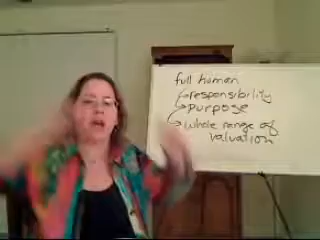 full human
responsibility
purpose
whole range of
valuation